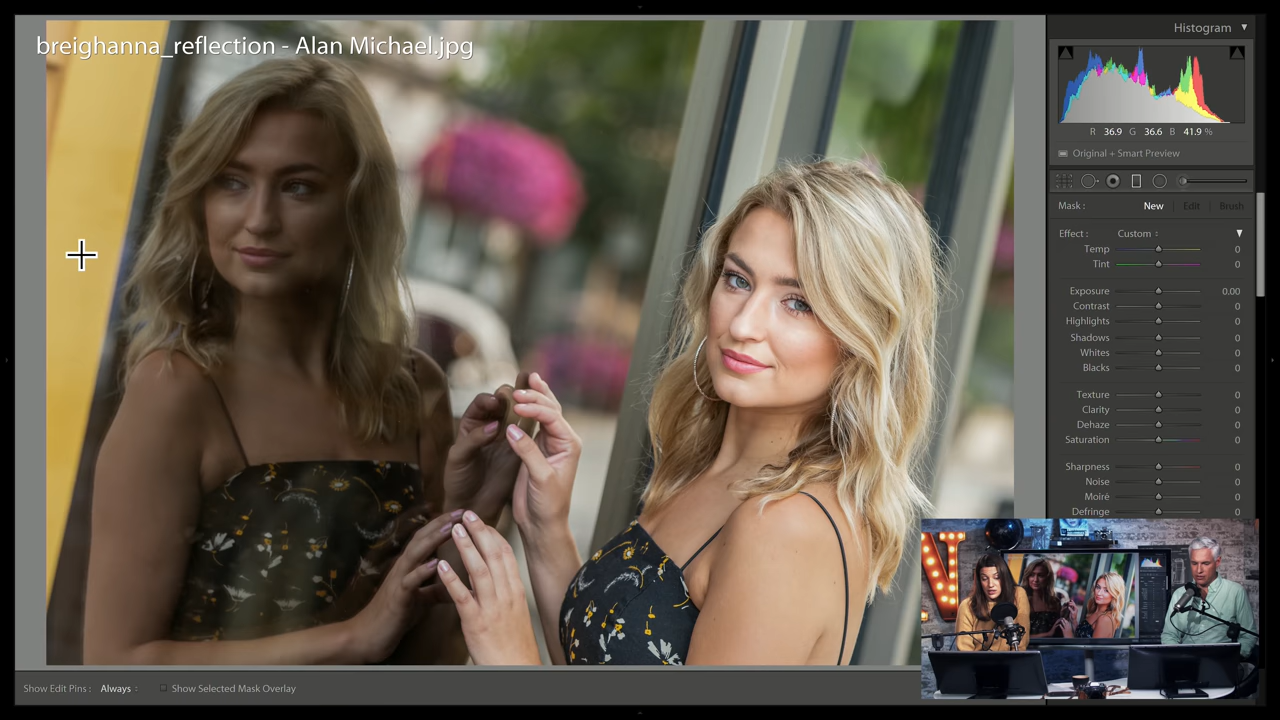 breighanna_reflection - Alan Michael.jpg
Histogram
R 36.9 G 36.6 B 41.9 %
Original + Smart Preview
Mask : New Edit Brush
Effect : Custom
Temp 0
Tint 0
Exposure 0.00
Contrast 0
Highlights 0
Shadows 0
Whites 0
Blacks 0
Texture 0
Clarity 0
Dehaze 0
Saturation 0
Sharpness 0
Noise 0
Moiré 0
Defringe 0
Show Edit Pins : Always
Show Selected Mask Overlay